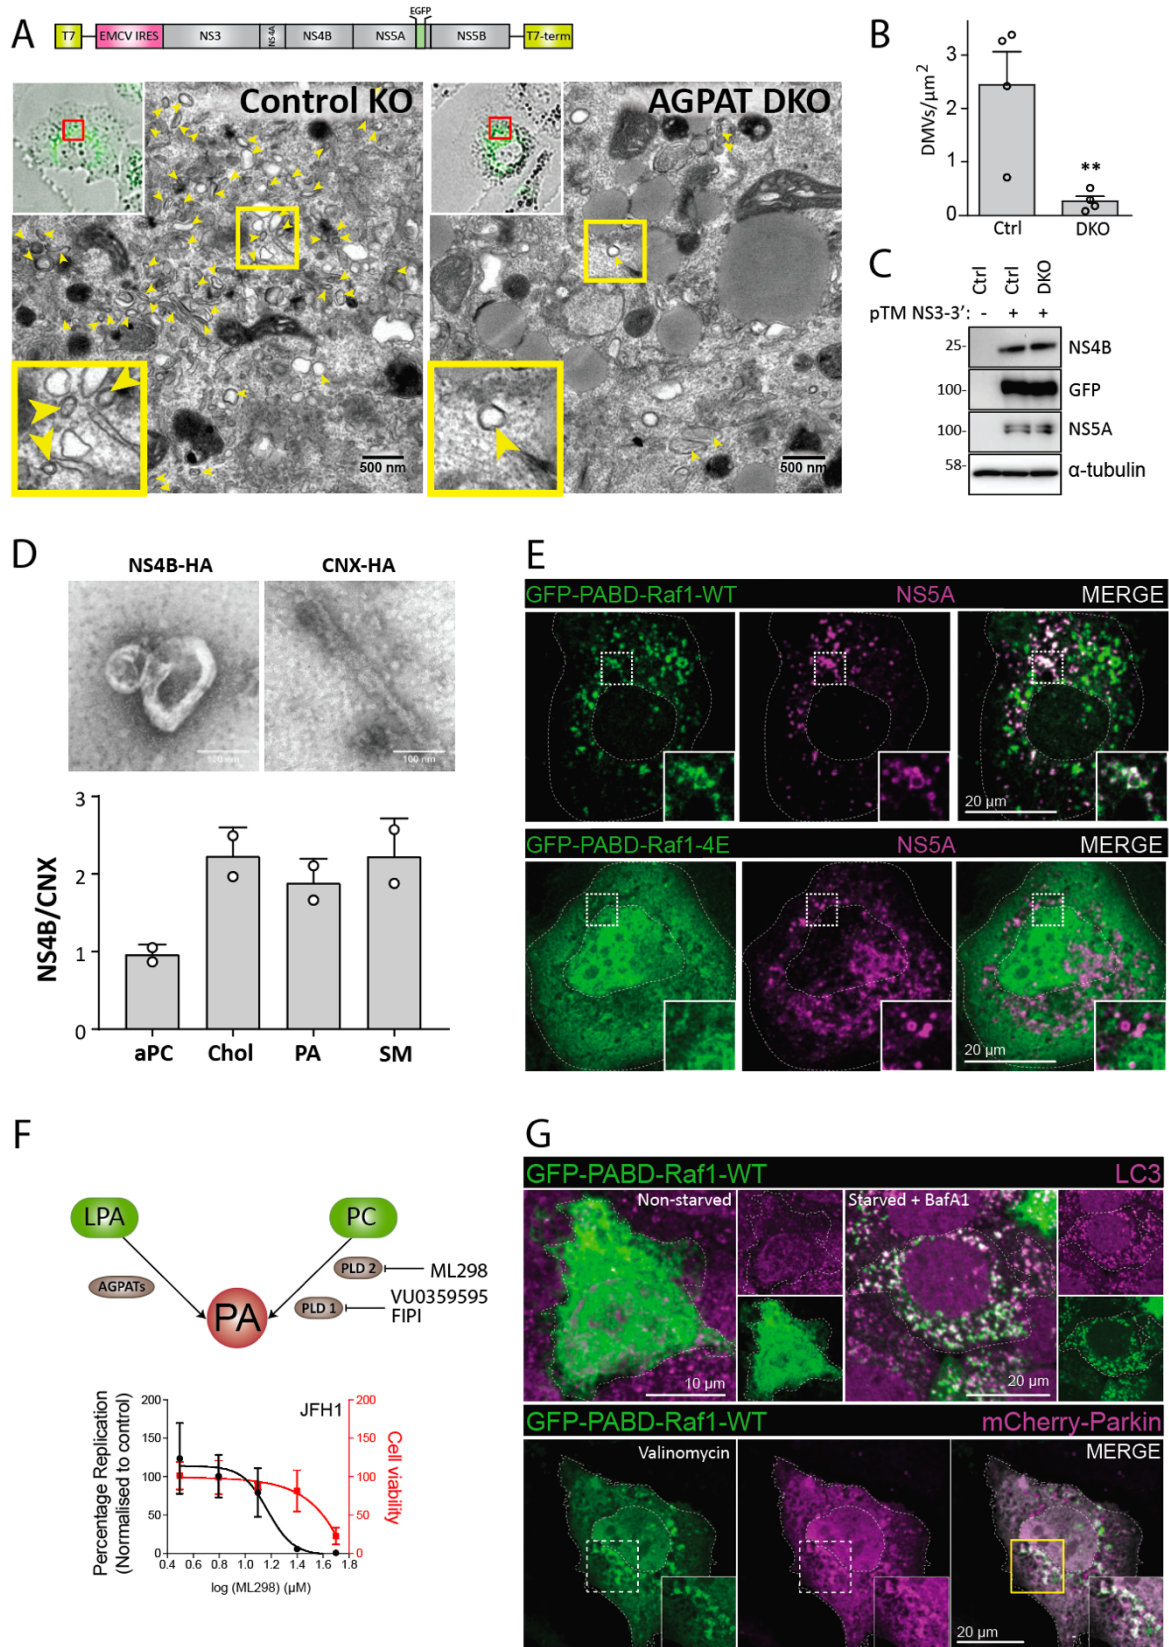 A
T7
EMCV IRES
NS3
NS4A
NS4B
NS5A
EGFP
NS5B
T7-term
Control KO
500 nm
AGPAT DKO
500 nm
B
DMVs/µm²
3
2
1
0
**
Ctrl
DKO
C
Ctrl
Ctrl
DKO
pTM NS3-3': - + +
25-
NS4B
100-
GFP
100-
NS5A
58-
α-tubulin
D
NS4B-HA
CNX-HA
100 nm
100 nm
NS4B/CNX
3
2
1
0
aPC
Chol
PA
SM
E
GFP-PABD-Raf1-WT
NS5A
MERGE
20 µm
GFP-PABD-Raf1-4E
NS5A
MERGE
20 µm
F
LPA
PC
AGPATs
PLD 2
ML298
PLD 1
VU0359595
FIPI
PA
JFH1
Percentage Replication
(Normalised to control)
200
150
100
50
0
Cell viability
200
150
100
50
0
0.4 0.6 0.8 1.0 1.2 1.4 1.6 1.8
log (ML298) (µM)
G
GFP-PABD-Raf1-WT
LC3
Non-starved
10 µm
Starved + BafA1
20 µm
GFP-PABD-Raf1-WT
mCherry-Parkin
Valinomycin
MERGE
20 µm